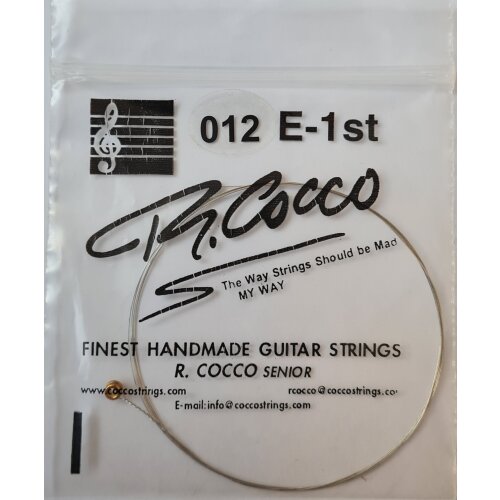 012 E-1st
R. Cocco
The Way Strings Should be Mad
MY WAY
FINEST HANDMADE GUITAR STRINGS
R. COCCO SENIOR
www.coccostrings.com rcocco@coccostrings.co
E-mail:info@coccostrings.com